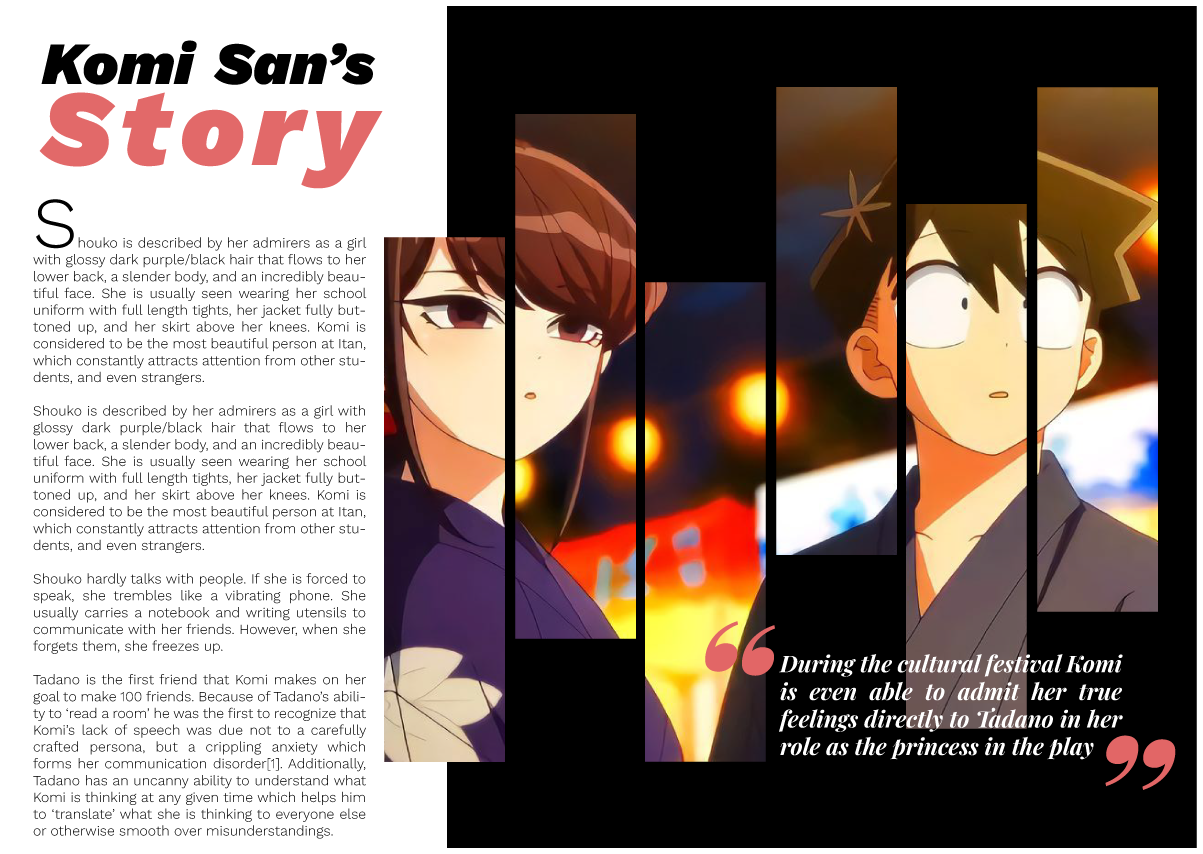 Komi San’s
Story
Shouko is described by her admirers as a girl
with glossy dark purple/black hair that flows to her
lower back, a slender body, and an incredibly beau-
tiful face. She is usually seen wearing her school
uniform with full length tights, her jacket fully but-
toned up, and her skirt above her knees. Komi is
considered to be the most beautiful person at Itan,
which constantly attracts attention from other stu-
dents, and even strangers.
Shouko is described by her admirers as a girl with
glossy dark purple/black hair that flows to her
lower back, a slender body, and an incredibly beau-
tiful face. She is usually seen wearing her school
uniform with full length tights, her jacket fully but-
toned up, and her skirt above her knees. Komi is
considered to be the most beautiful person at Itan,
which constantly attracts attention from other stu-
dents, and even strangers.
Shouko hardly talks with people. If she is forced to
speak, she trembles like a vibrating phone. She
usually carries a notebook and writing utensils to
communicate with her friends. However, when she
forgets them, she freezes up.
Tadano is the first friend that Komi makes on her
goal to make 100 friends. Because of Tadano’s abili-
ty to ‘read a room’ he was the first to recognize that
Komi’s lack of speech was due not to a carefully
crafted persona, but a crippling anxiety which
forms her communication disorder[1]. Additionally,
Tadano has an uncanny ability to understand what
Komi is thinking at any given time which helps him
to ‘translate’ what she is thinking to everyone else
or otherwise smooth over misunderstandings.
“During the cultural festival Komi
is even able to admit her true
feelings directly to Tadano in her
role as the princess in the play”